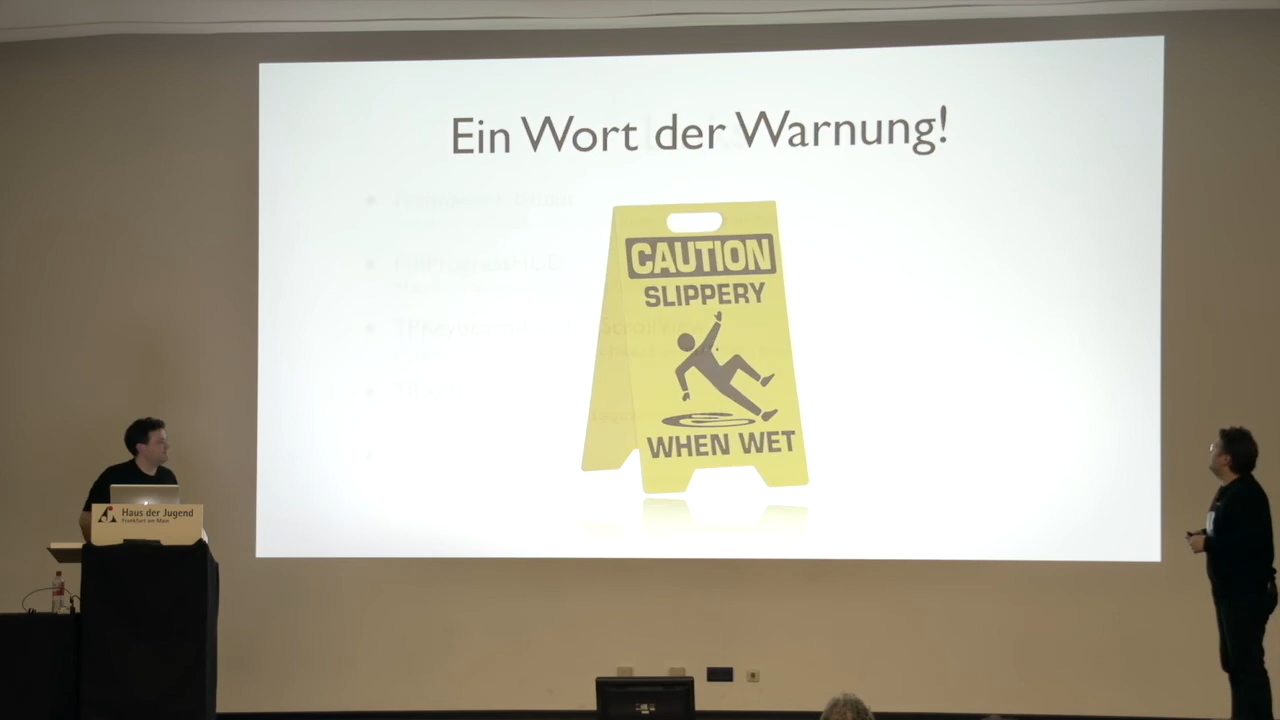 Ein Wort der Warnung!
CAUTION
SLIPPERY
WHEN WET
Haus der Jugend
Frankfurt am Main